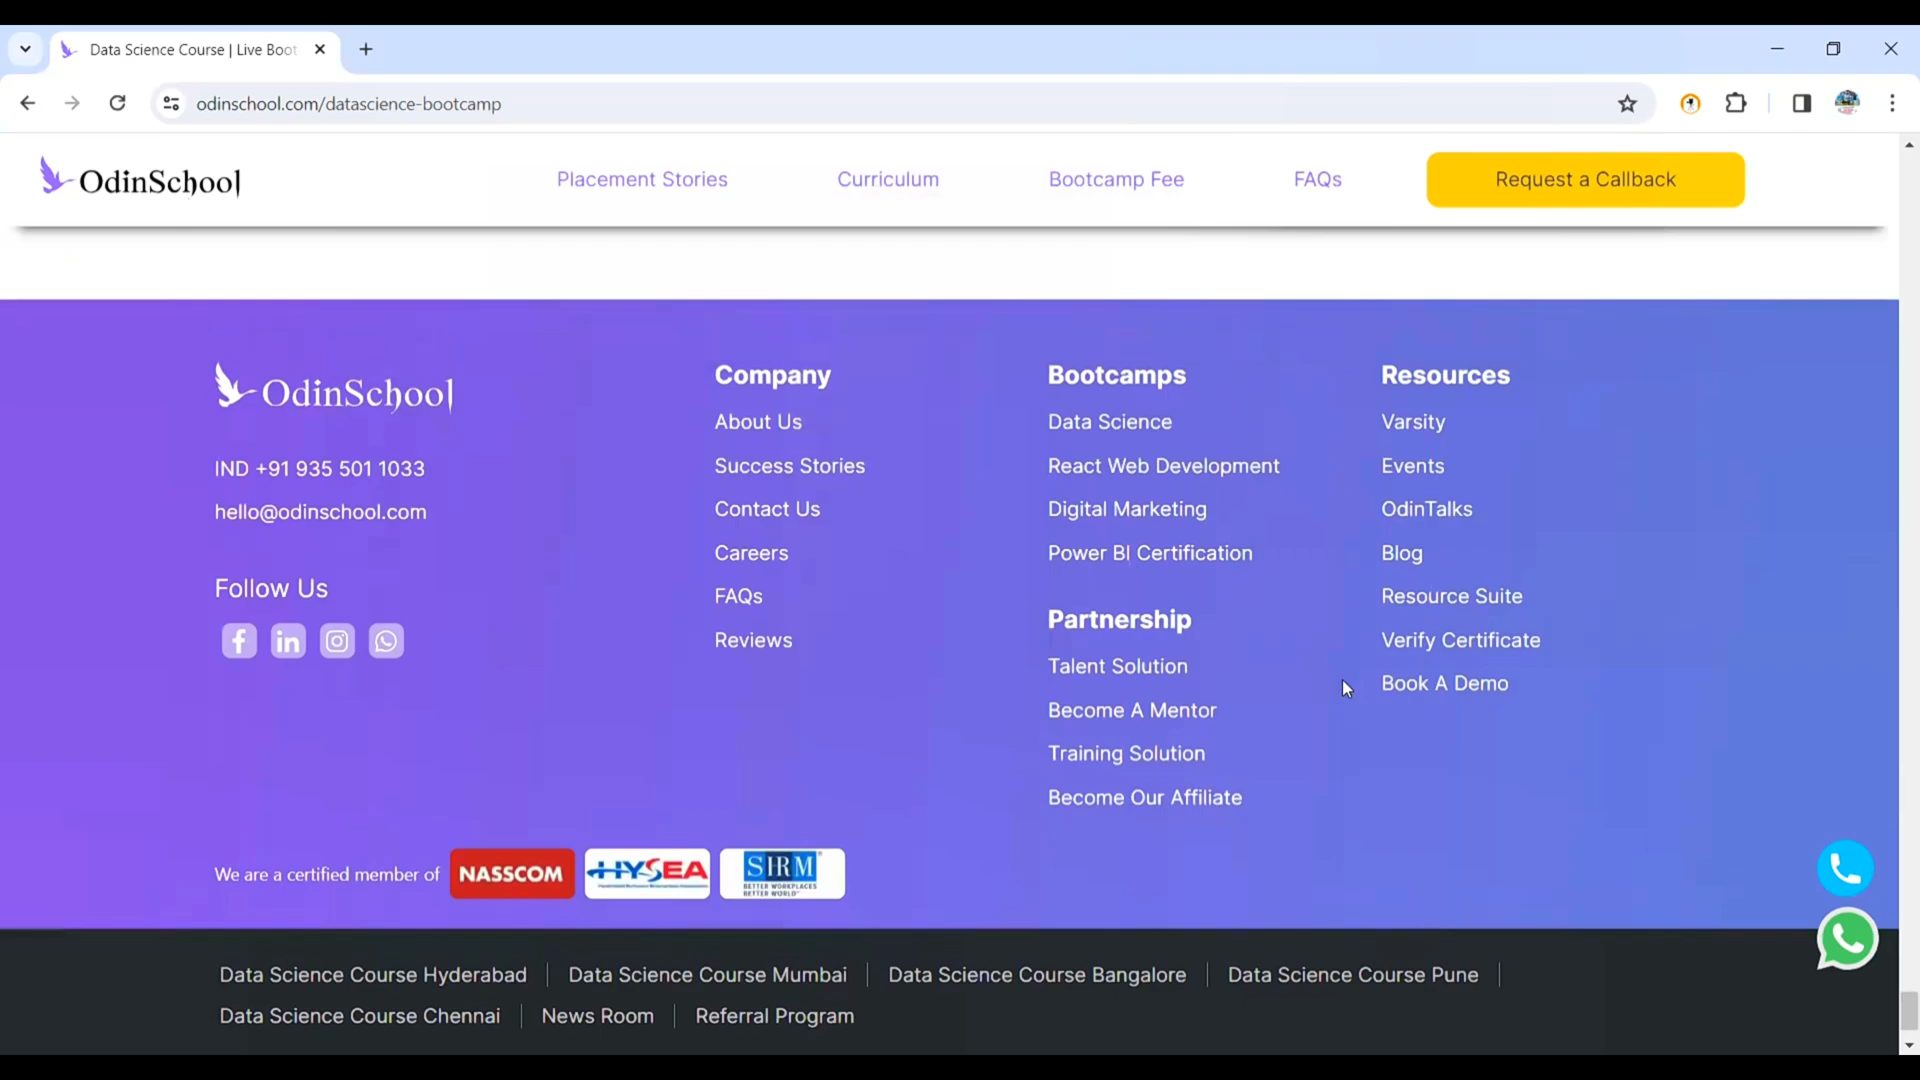 Data Science Course | Live Boot
odinschool.com/datascience-bootcamp
OdinSchool
Placement Stories
Curriculum
Bootcamp Fee
FAQs
Request a Callback
OdinSchool
IND +91 935 501 1033
hello@odinschool.com
Follow Us
Company
About Us
Success Stories
Contact Us
Careers
FAQs
Reviews
Bootcamps
Data Science
React Web Development
Digital Marketing
Power BI Certification
Partnership
Talent Solution
Become A Mentor
Training Solution
Become Our Affiliate
Resources
Varsity
Events
OdinTalks
Blog
Resource Suite
Verify Certificate
Book A Demo
We are a certified member of
NASSCOM
HYSEA
SIRM
BETTER WORKPLACES
BETTER WORLD
Data Science Course Hyderabad
Data Science Course Mumbai
Data Science Course Bangalore
Data Science Course Pune
Data Science Course Chennai
News Room
Referral Program